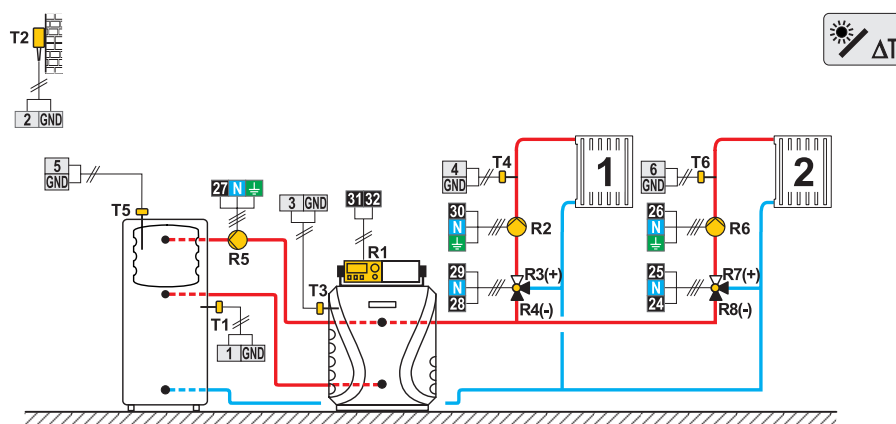 T2
ΔT
2 GND
5
GND
27 N
3 GND
31 32
4
GND
T4
1
6
GND
T6
2
T5
R5
R1
30
N
R2
26
N
R6
T3
T1
1 GND
29
N
28
R3(+)
R4(-)
25
N
24
R7(+)
R8(-)